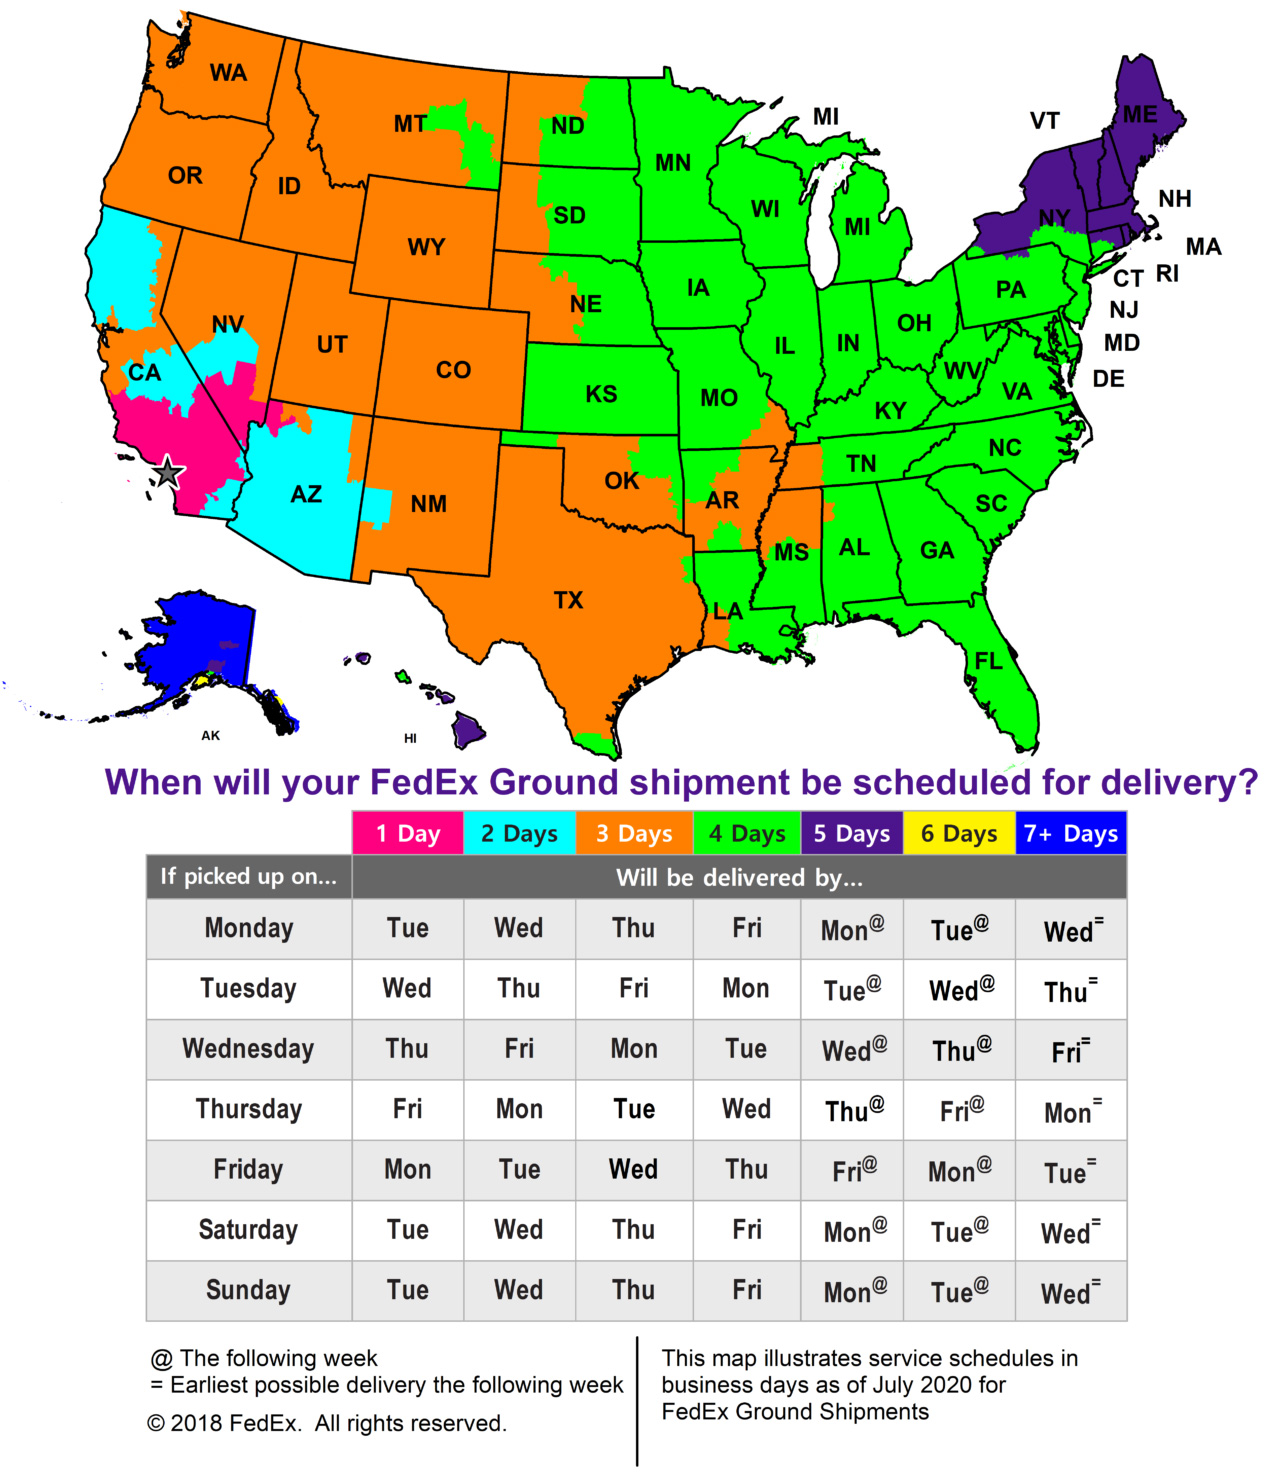 WA
MT
ND
MN
MI
VT
ME
OR
ID
SD
WI
MI
NY
NH
MA
WY
NE
IA
PA
CT
RI
NJ
NV
UT
CO
IL
IN
OH
MD
CA
KS
MO
WV
VA
DE
KY
AZ
NM
OK
AR
TN
NC
SC
TX
LA
MS
AL
GA
FL
AK
HI
When will your FedEx Ground shipment be scheduled for delivery?
1 Day 2 Days 3 Days 4 Days 5 Days 6 Days 7+ Days
If picked up on... Will be delivered by...
Monday Tue Wed Thu Fri Mon@ Tue@ Wed=
Tuesday Wed Thu Fri Mon Tue@ Wed@ Thu=
Wednesday Thu Fri Mon Tue Wed@ Thu@ Fri=
Thursday Fri Mon Tue Wed Thu@ Fri@ Mon=
Friday Mon Tue Wed Thu Fri@ Mon@ Tue=
Saturday Tue Wed Thu Fri Mon@ Tue@ Wed=
Sunday Tue Wed Thu Fri Mon@ Tue@ Wed=
@ The following week
= Earliest possible delivery the following week
© 2018 FedEx. All rights reserved.
This map illustrates service schedules in
business days as of July 2020 for
FedEx Ground Shipments